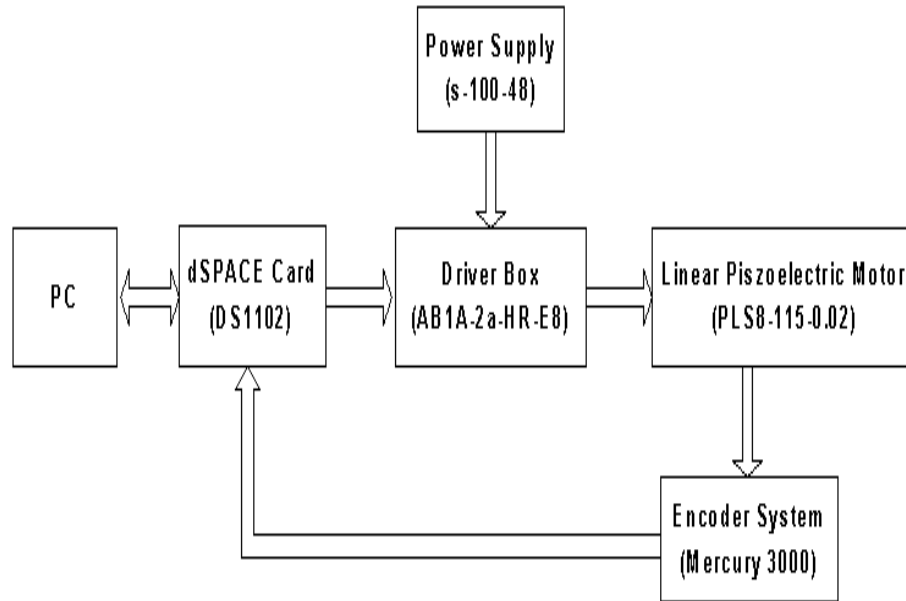 Power Supply
(s-100-48)
PC
dSPACE Card
(DS1102)
Driver Box
(AB1A-2a-HR-E8)
Linear Piszoelectric Motor
(PLS8-115-0.02)
Encoder System
(Mercury 3000)